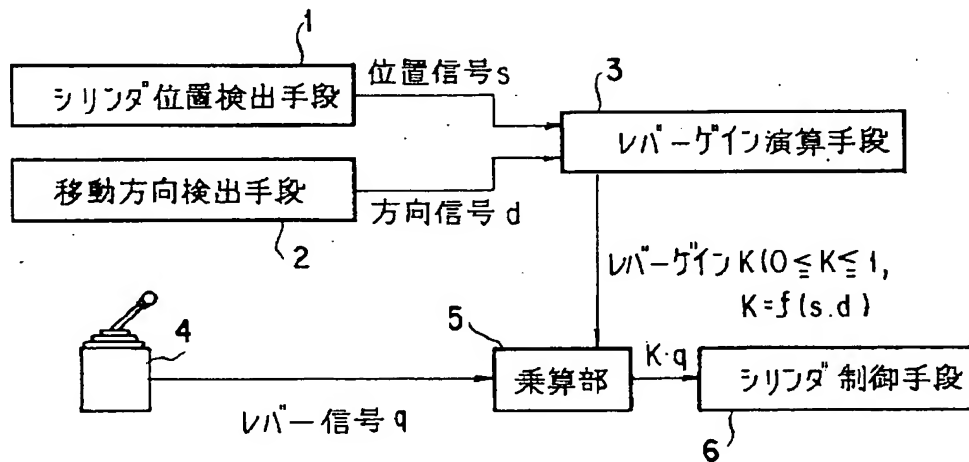 1
シリンダ位置検出手段
位置信号s
3
レバーゲイン演算手段
移動方向検出手段
方向信号d
2
レバーゲインK(0≦K≦1,
K=f(s.d)
4
5
乗算部
K·q
シリンダ制御手段
レバー信号q
6